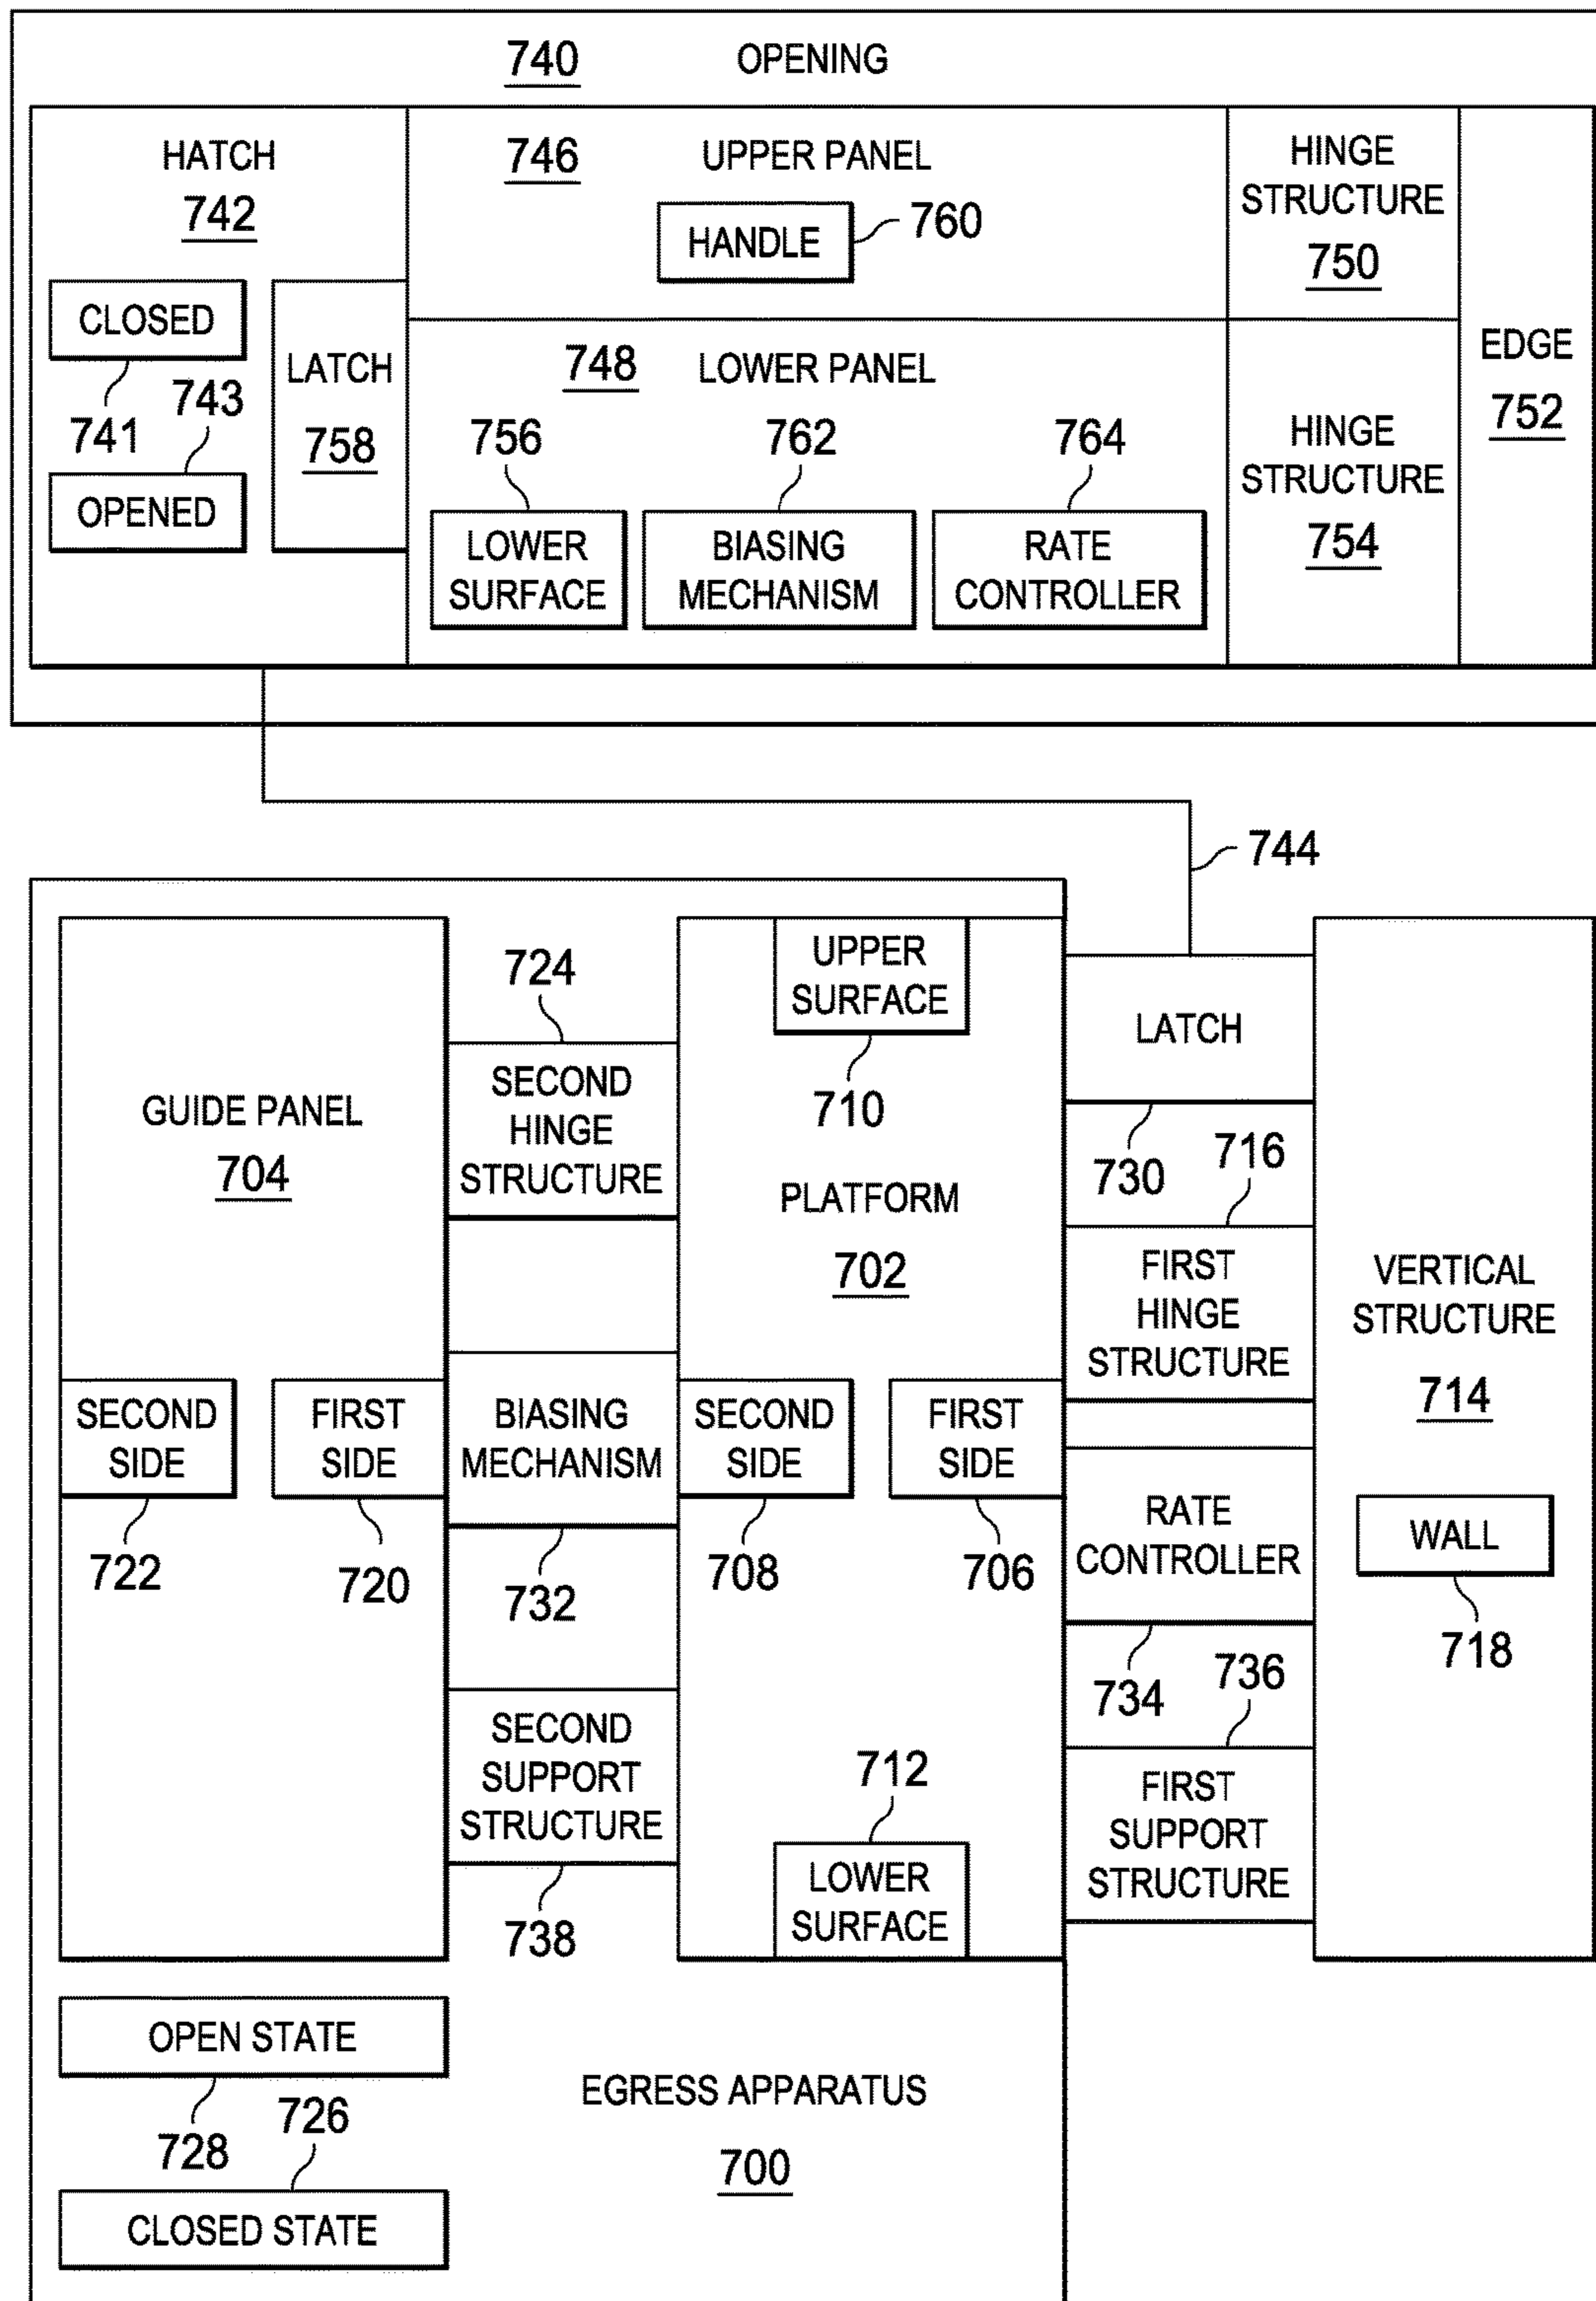 740 OPENING
HATCH
742
746 UPPER PANEL
HANDLE
760
HINGE
STRUCTURE
750
CLOSED
741
743
OPENED
LATCH
758
748 LOWER PANEL
756
762
764
LOWER
SURFACE
BIASING
MECHANISM
RATE
CONTROLLER
HINGE
STRUCTURE
754
EDGE
752
744
GUIDE PANEL
704
724
SECOND
HINGE
STRUCTURE
UPPER
SURFACE
710
PLATFORM
702
LATCH
730
716
FIRST
HINGE
STRUCTURE
VERTICAL
STRUCTURE
714
SECOND
SIDE
722
FIRST
SIDE
720
BIASING
MECHANISM
732
SECOND
SIDE
708
FIRST
SIDE
706
RATE
CONTROLLER
734
WALL
718
736
SECOND
SUPPORT
STRUCTURE
738
712
LOWER
SURFACE
FIRST
SUPPORT
STRUCTURE
OPEN STATE
728
726
CLOSED STATE
EGRESS APPARATUS
700